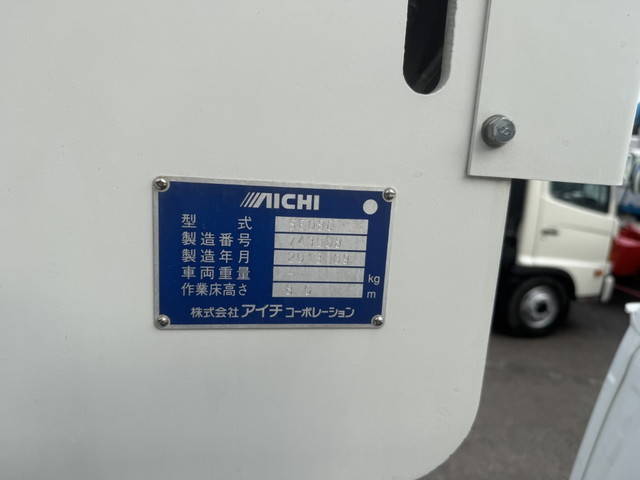 AICHI
型式
製造番号
製造年月
車両重量 kg
作業床高さ m
株式会社アイチコーポレーション